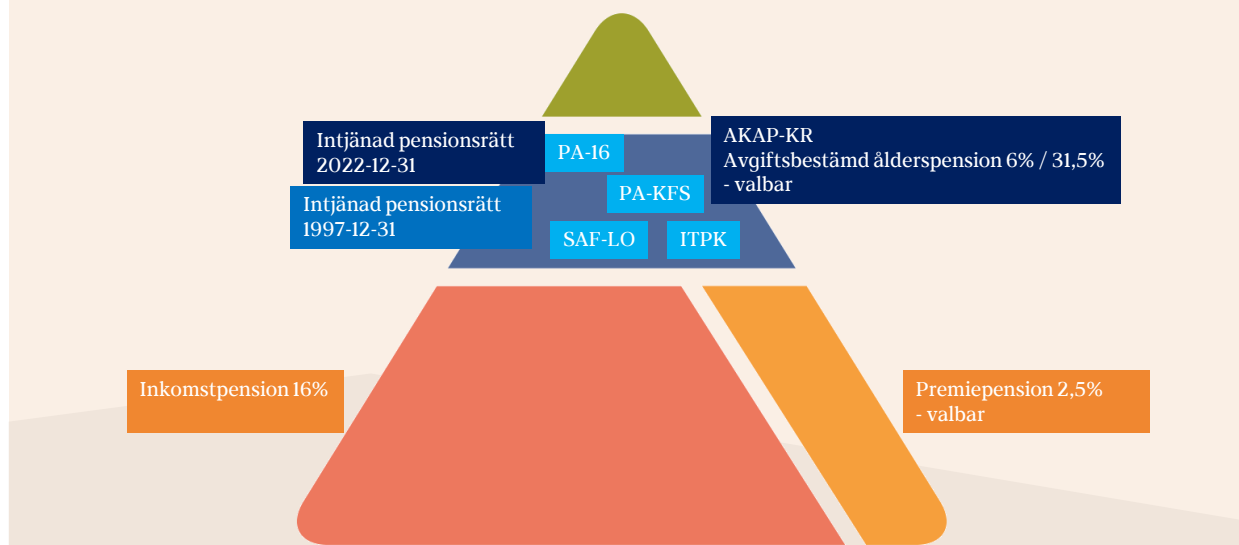 Intjänad pensionsrätt
2022-12-31
PA-16
AKAP-KR
Avgiftsbestämd ålderspension 6% / 31,5%
- valbar
Intjänad pensionsrätt
1997-12-31
PA-KFS
SAF-LO
ITPK
Inkomstpension 16%
Premiepension 2,5%
- valbar